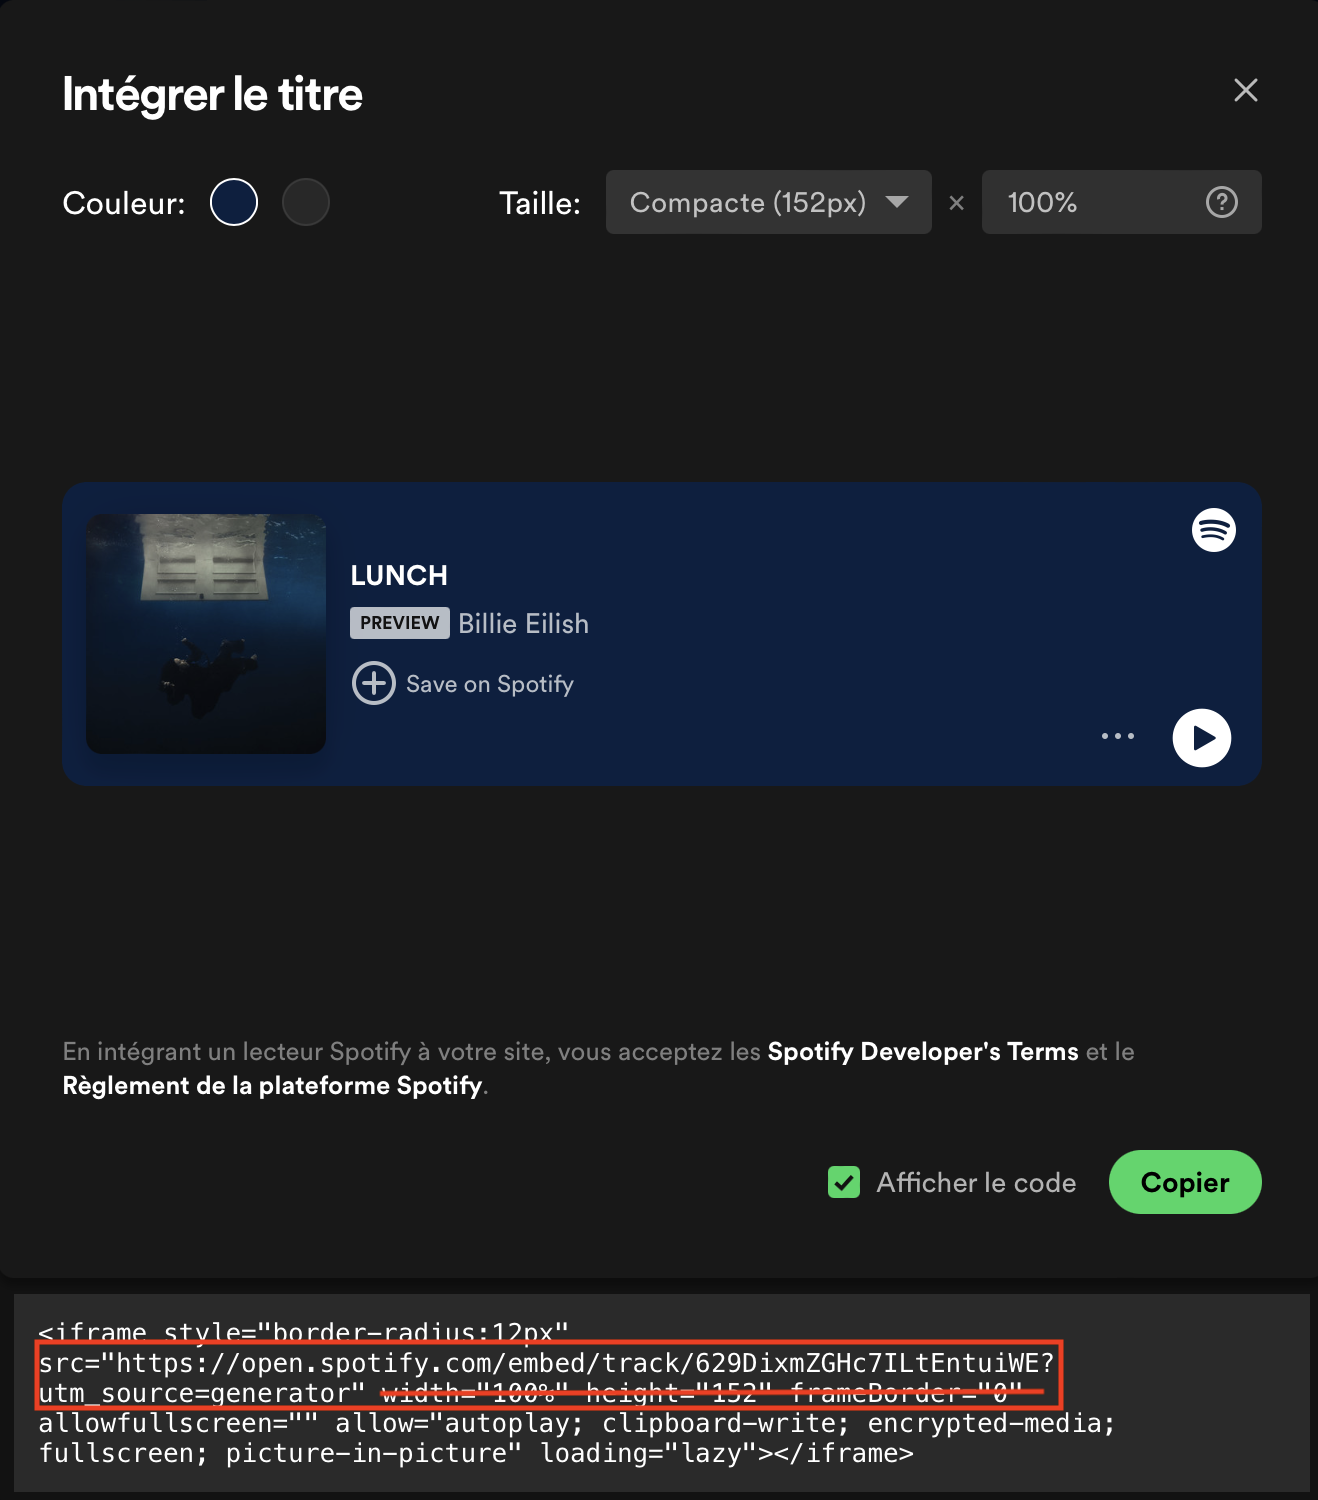 Intégrer le titre
Couleur:
Taille: Compacte (152px) × 100% ?
LUNCH
PREVIEW Billie Eilish
Save on Spotify
En intégrant un lecteur Spotify à votre site, vous acceptez les Spotify Developer's Terms et le
Règlement de la plateforme Spotify.
Afficher le code Copier
<iframe style="border-radius:12px"
src="https://open.spotify.com/embed/track/629DixmZGHc7ILtEntuiWE?
utm_source=generator" width="100%" height="152" frameBorder="0"
allowfullscreen="" allow="autoplay; clipboard-write; encrypted-media;
fullscreen; picture-in-picture" loading="lazy"></iframe>